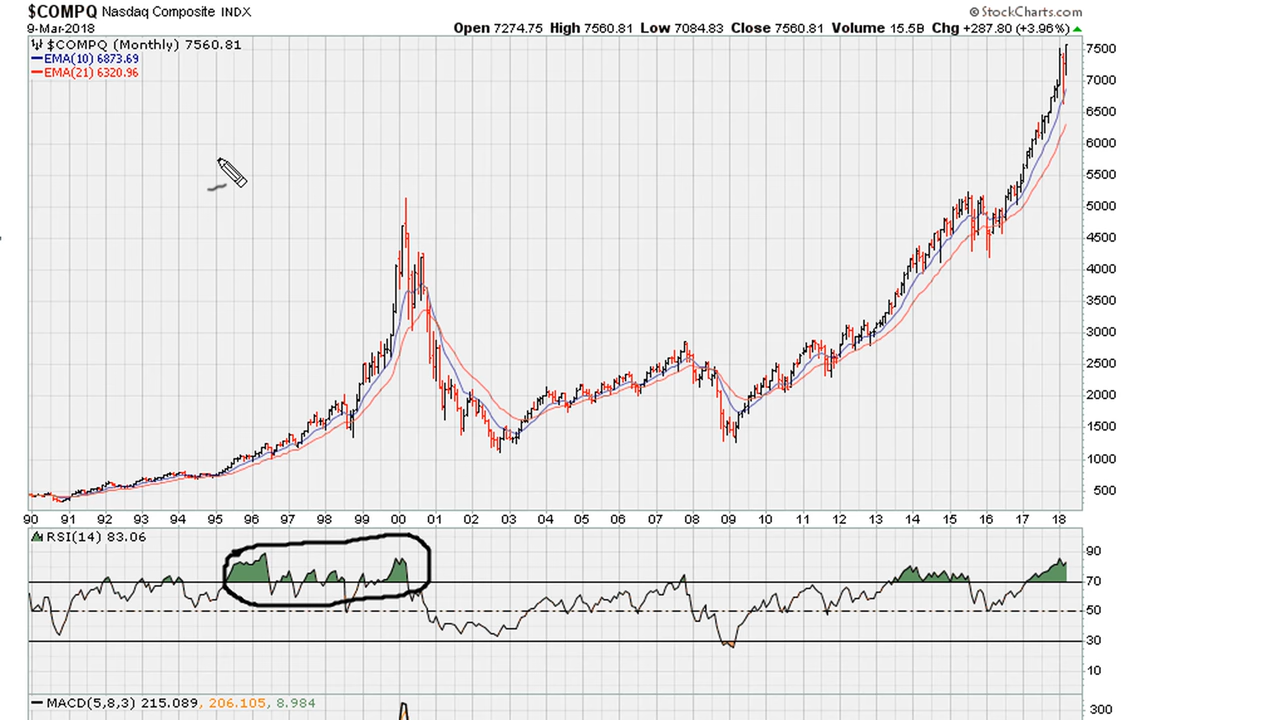 $COMPQ Nasdaq Composite INDX © StockCharts.com
9-Mar-2018 Open 7274.75 High 7560.81 Low 7084.83 Close 7560.81 Volume 15.5B Chg +287.80 (+3.96%)
$COMPQ (Monthly) 7560.81
EMA(10) 6873.69
EMA(21) 6320.96
7500
7000
6500
6000
5500
5000
4500
4000
3500
3000
2500
2000
1500
1000
500
90 91 92 93 94 95 96 97 98 99 00 01 02 03 04 05 06 07 08 09 10 11 12 13 14 15 16 17 18
RSI(14) 83.06
90
70
50
30
10
MACD(5,8,3) 215.089, 206.105, 8.984
300